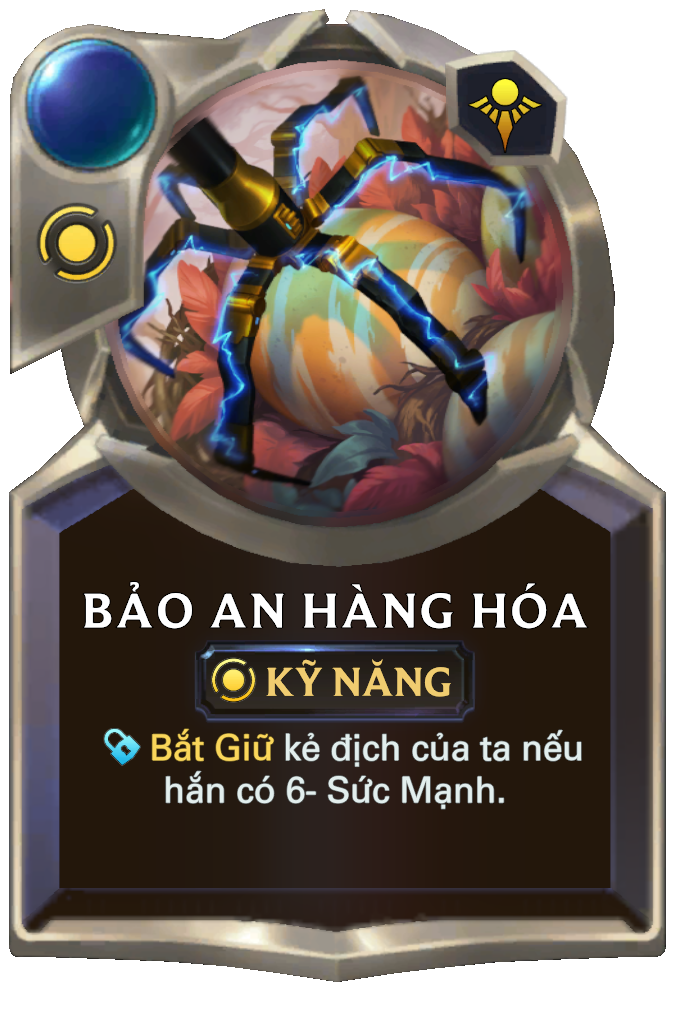 BẢO AN HÀNG HÓA
KỸ NĂNG
Bắt Giữ kẻ địch của ta nếu
hắn có 6- Sức Mạnh.